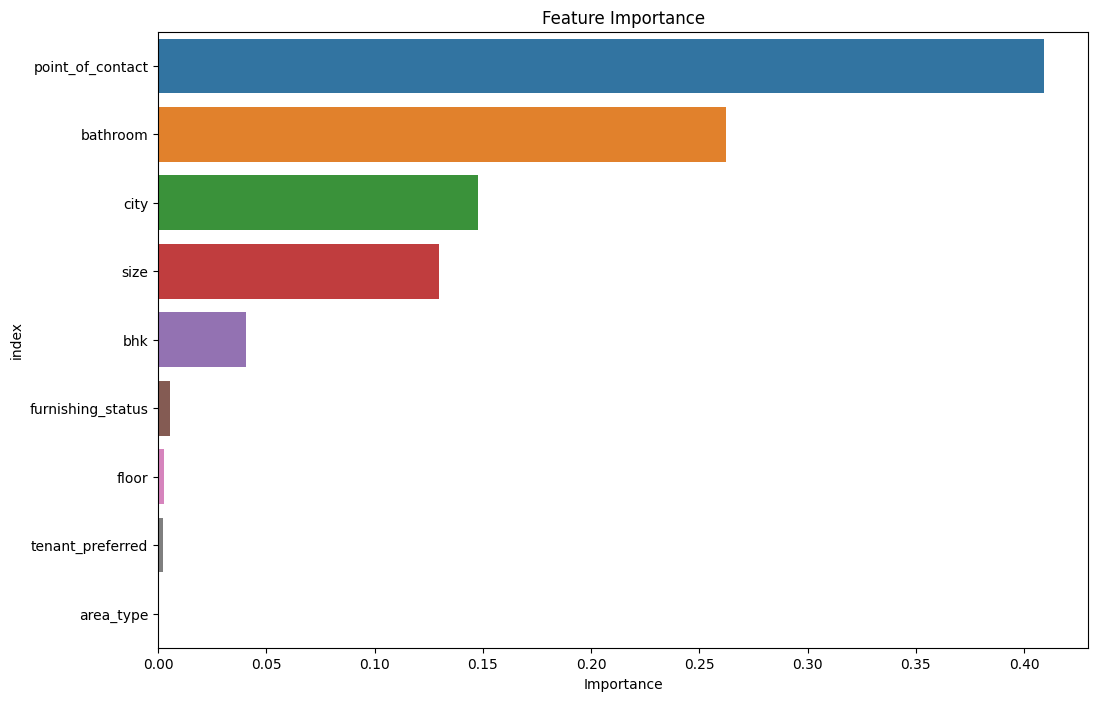 Feature Importance
point_of_contact
bathroom
city
size
bhk
furnishing_status
floor
tenant_preferred
area_type
index
0.00 0.05 0.10 0.15 0.20 0.25 0.30 0.35 0.40
Importance